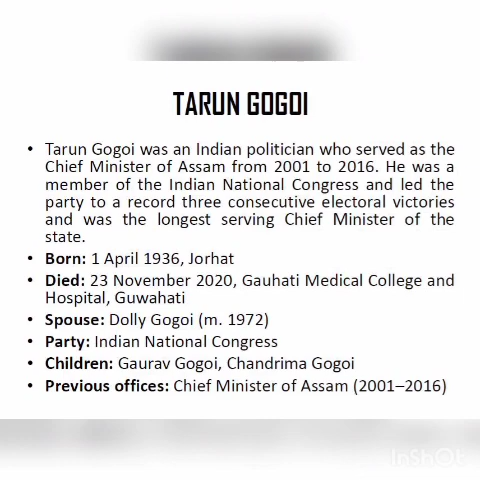 TARUN GOGOI
• Tarun Gogoi was an Indian politician who served as the
Chief Minister of Assam from 2001 to 2016. He was a
member of the Indian National Congress and led the
party to a record three consecutive electoral victories
and was the longest serving Chief Minister of the
state.
• Born: 1 April 1936, Jorhat
• Died: 23 November 2020, Gauhati Medical College and
Hospital, Guwahati
• Spouse: Dolly Gogoi (m. 1972)
• Party: Indian National Congress
• Children: Gaurav Gogoi, Chandrima Gogoi
• Previous offices: Chief Minister of Assam (2001–2016)
InShOt